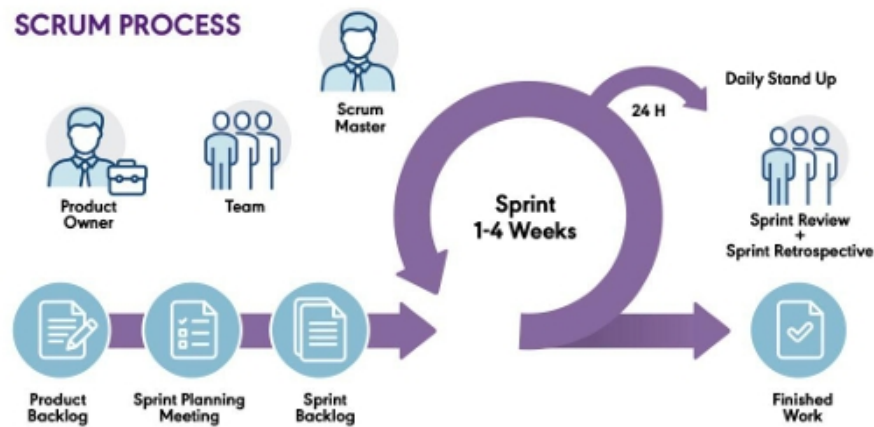 SCRUM PROCESS
Scrum
Master
Product
Owner
Team
24 H
Daily Stand Up
Sprint
1-4 Weeks
Sprint Review
+
Sprint Retrospective
Product
Backlog
Sprint Planning
Meeting
Sprint
Backlog
Finished
Work